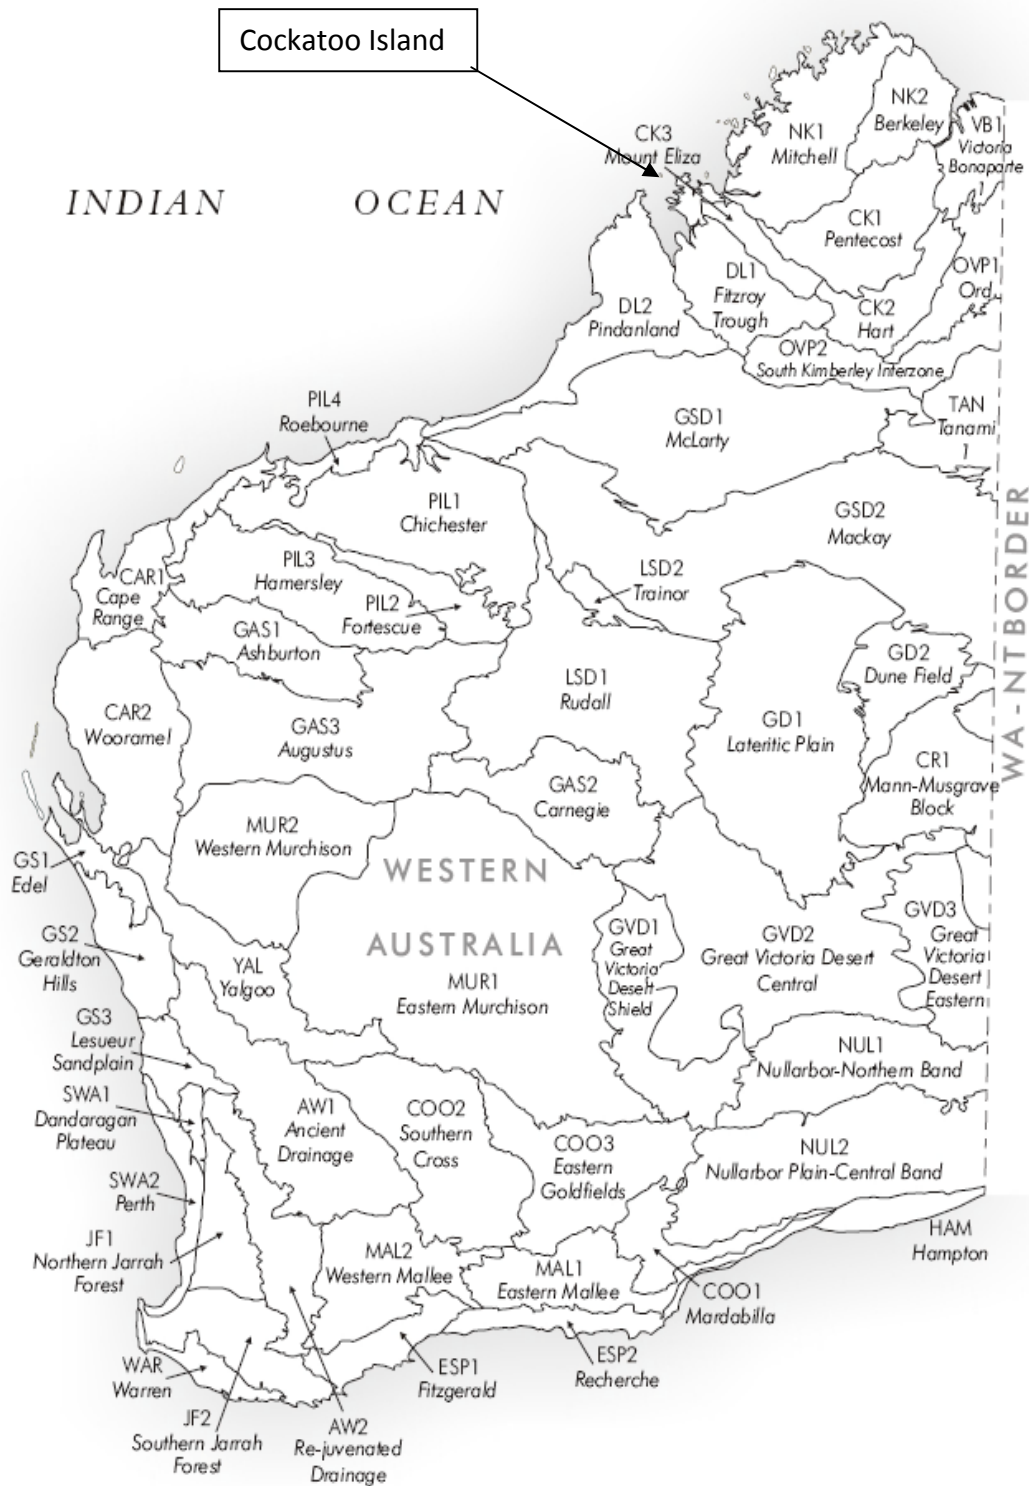 Cockatoo Island
INDIAN OCEAN
CK3
Mount Eliza
NK1
Mitchell
NK2
Berkeley
VB1
Victoria
Bonaparte
1
CK1
Pentecost
OVP1
Ord
DL1
Fitzroy
Trough
CK2
Hart
DL2
Pindanland
OVP2
South Kimberley Interzone
TAN
Tanami
1
PIL4
Roebourne
GSD1
McLarty
PIL1
Chichester
GSD2
Mackay
WA-NTBORDER
PIL3
Hamersley
LSD2
Trainor
CAR1
Cape
Range
PIL2
Fortescue
GAS1
Ashburton
GD2
Dune Field
LSD1
Rudall
CAR2
Wooramel
GAS3
Augustus
GD1
Lateritic Plain
CR1
Mann-Musgrave
Block
GAS2
Carnegie
MUR2
Western Murchison
GS1
Edel
WESTERN
AUSTRALIA
GS2
Geraldton
Hills
YAL
Yalgoo
MUR1
Eastern Murchison
GVD1
Great
Victoria
Desert
Shield
GVD2
Great Victoria Desert
Central
GVD3
Great
Victoria
Desert
Eastern
GS3
Lesueur
Sandplain
NUL1
Nullarbor-Northern Band
SWA1
Dandaragan
Plateau
AW1
Ancient
Drainage
COO2
Southern
Cross
COO3
Eastern
Goldfields
NUL2
Nullarbor Plain-Central Band
SWA2
Perth
JF1
Northern Jarrah
Forest
MAL2
Western Mallee
MAL1
Eastern Mallee
HAM
Hampton
COO1
Mardabilla
WAR
Warren
ESP1
Fitzgerald
ESP2
Recherche
JF2
Southern Jarrah
Forest
AW2
Re-juvenated
Drainage